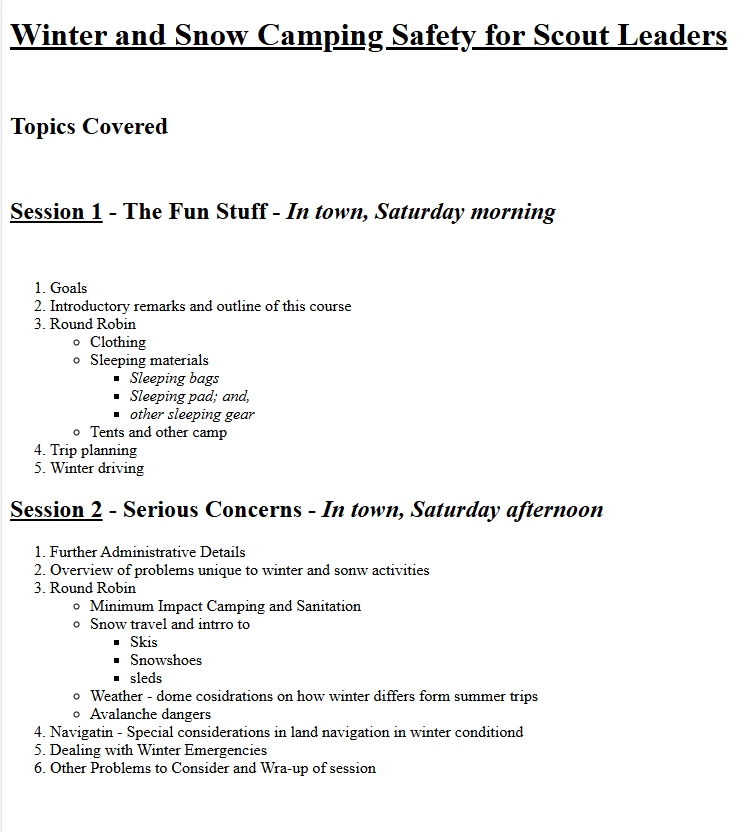 Winter and Snow Camping Safety for Scout Leaders
Topics Covered
Session 1 - The Fun Stuff - In town, Saturday morning
1. Goals
2. Introductory remarks and outline of this course
3. Round Robin
Clothing
Sleeping materials
Sleeping bags
Sleeping pad; and,
other sleeping gear
Tents and other camp
4. Trip planning
5. Winter driving
Session 2 - Serious Concerns - In town, Saturday afternoon
1. Further Administrative Details
2. Overview of problems unique to winter and sonw activities
3. Round Robin
Minimum Impact Camping and Sanitation
Snow travel and intrro to
Skis
Snowshoes
sleds
Weather - dome cosidrations on how winter differs form summer trips
Avalanche dangers
4. Navigatin - Special considerations in land navigation in winter conditiond
5. Dealing with Winter Emergencies
6. Other Problems to Consider and Wra-up of session